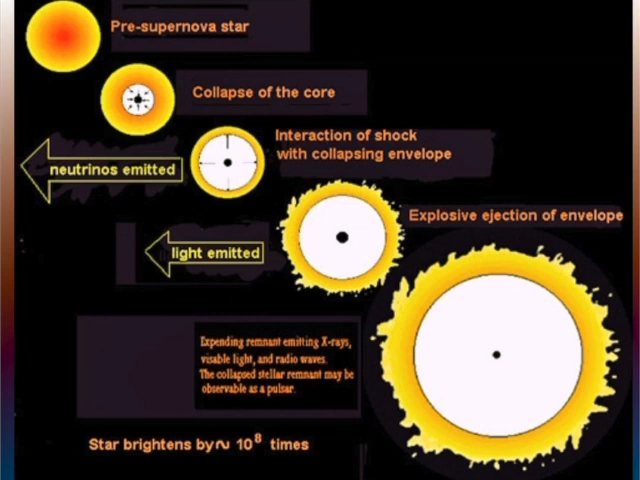 Pre-supernova star
Collapse of the core
Interaction of shock
with collapsing envelope
neutrinos emitted
Explosive ejection of envelope
light emitted
Expending remnant emitting X-rays,
visable light, and radio waves.
The collapsed stellar remnant may be
observable as a pulsar.
Star brightens by ~ 10⁸ times